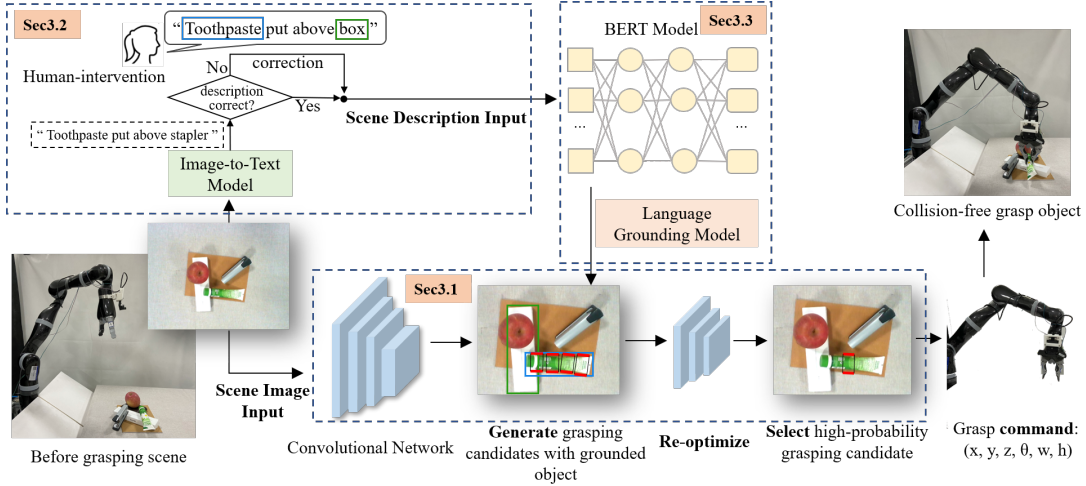 Sec3.2
“ Toothpaste put above box ”
Human-intervention
No
correction
description
correct?
Yes
“ Toothpaste put above stapler ”
Image-to-Text
Model
Scene Description Input
Sec3.3
BERT Model
...
...
Language
Grounding Model
Collision-free grasp object
Before grasping scene
Scene Image
Input
Sec3.1
Convolutional Network
Generate grasping
candidates with grounded
object
Re-optimize
Select high-probability
grasping candidate
Grasp command:
(x, y, z, θ, w, h)